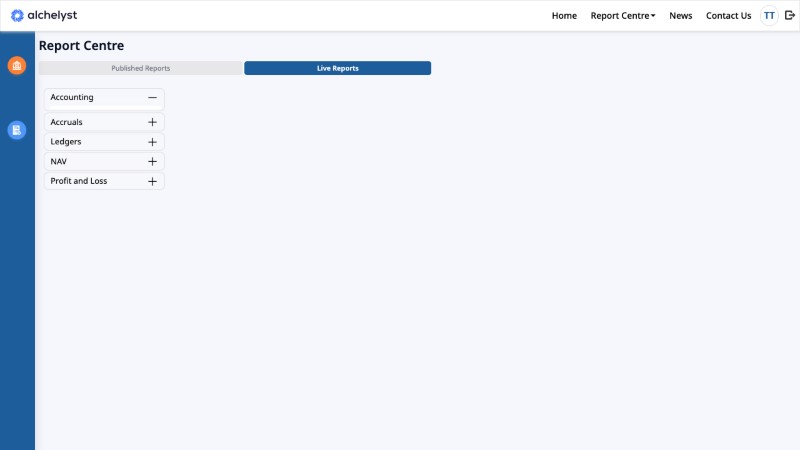 alchelyst
Home Report Centre News Contact Us TT
Report Centre
Published Reports Live Reports
Accounting
Accruals
Ledgers
NAV
Profit and Loss